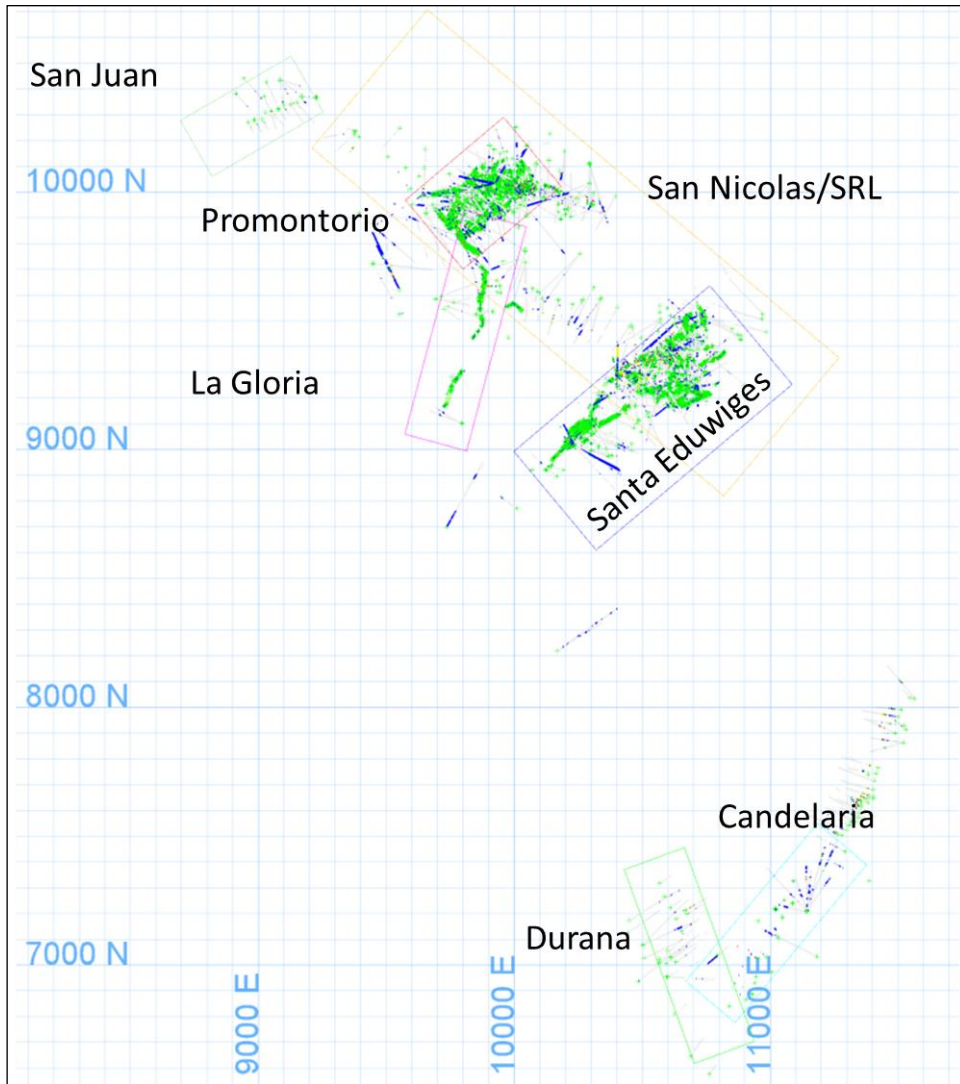 San Juan
10000 N
San Nicolas/SRL
Promontorio
La Gloria
Santa Eduwiges
9000 N
8000 N
Candelaria
Durana
7000 N
9000 E
10000 E
11000 E